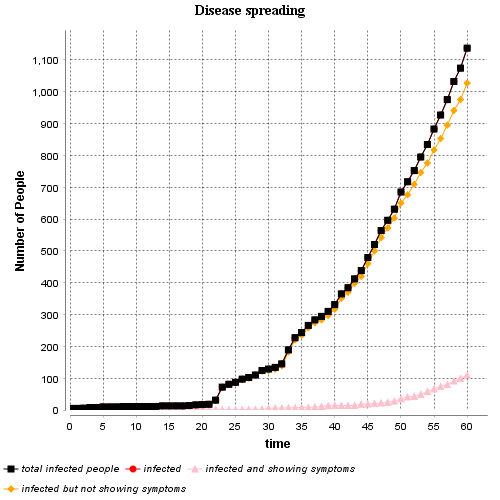 Disease spreading
Number of People
1,100
1,000
900
800
700
600
500
400
300
200
100
0
0 5 10 15 20 25 30 35 40 45 50 55 60
time
total infected people infected infected and showing symptoms
infected but not showing symptoms